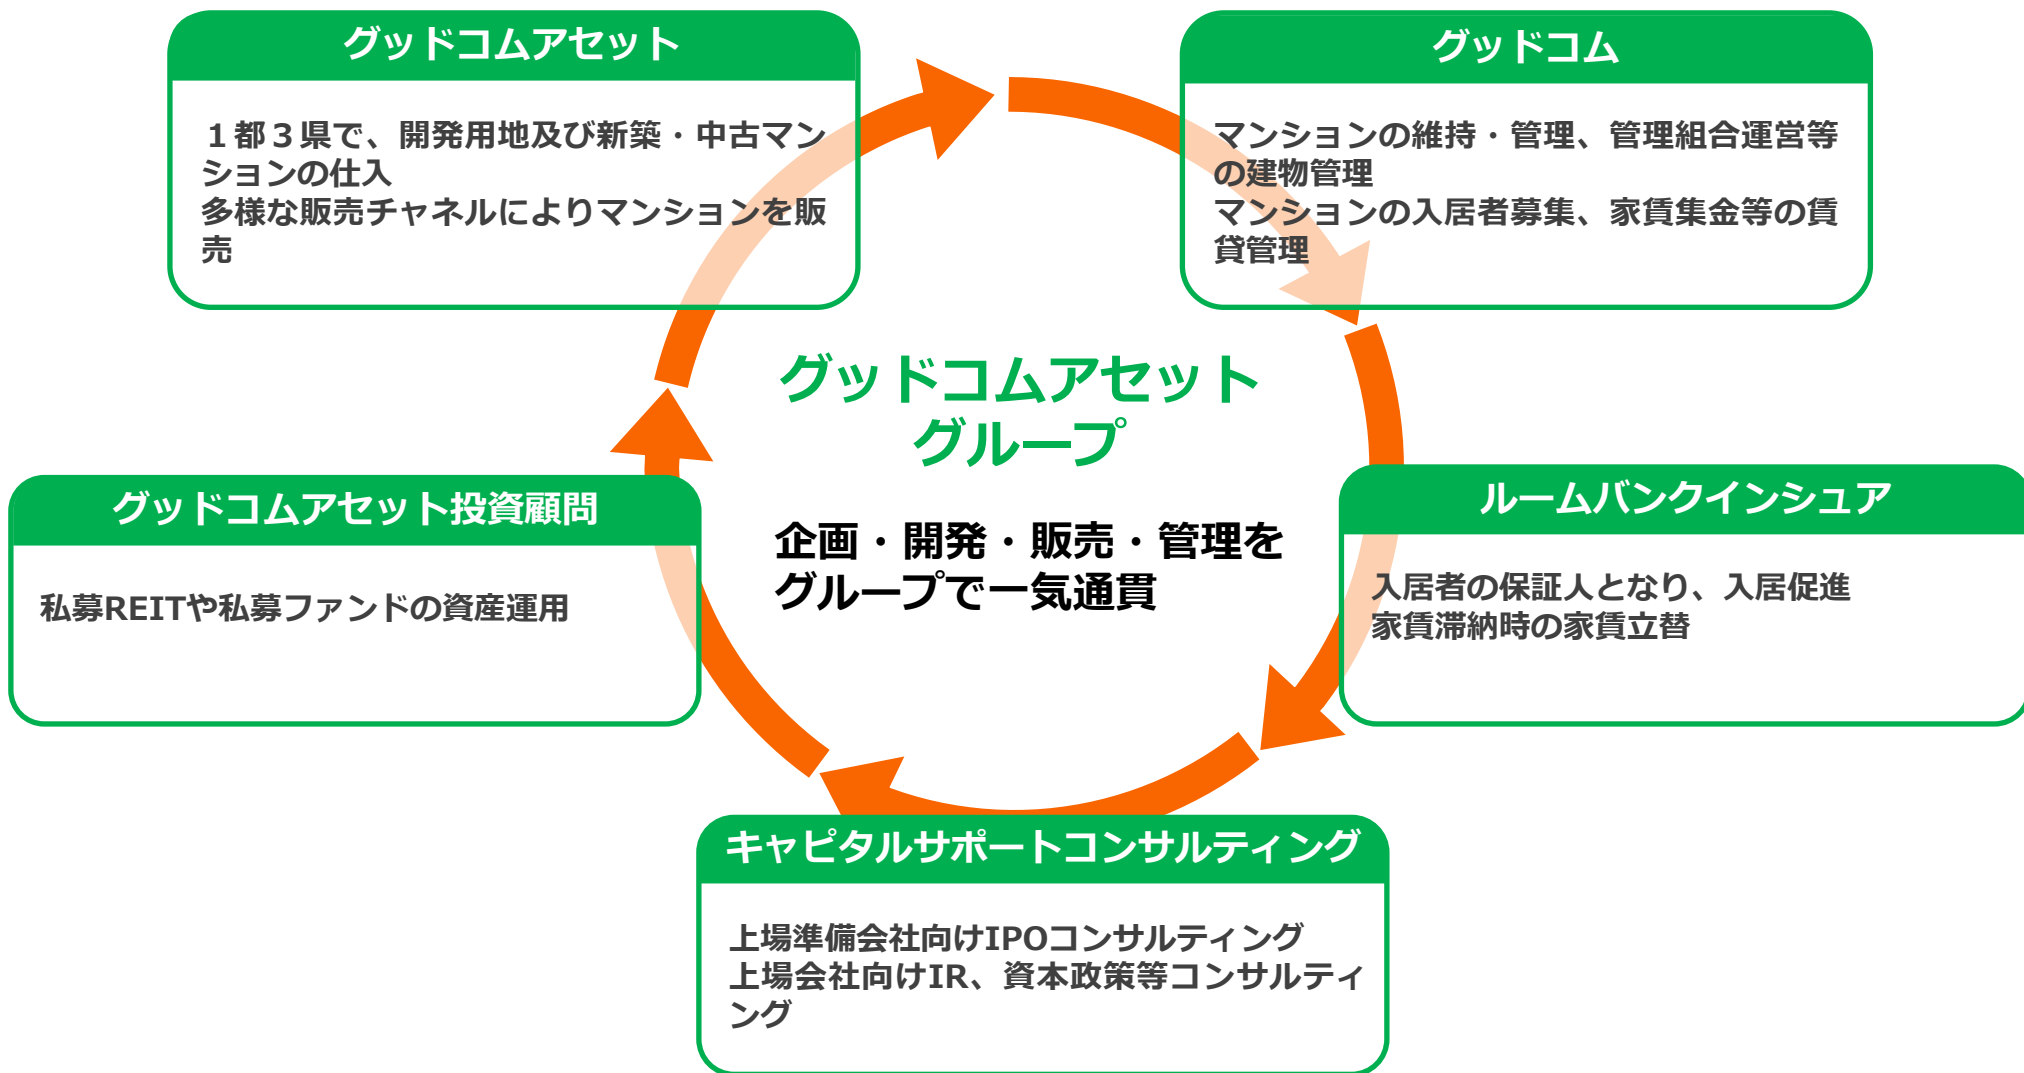 グッドコムアセット
１都３県で、開発用地及び新築・中古マン
ションの仕入
多様な販売チャネルによりマンションを販
売
グッドコム
マンションの維持・管理、管理組合運営等
の建物管理
マンションの入居者募集、家賃集金等の賃
貸管理
グッドコムアセット
グループ
企画・開発・販売・管理を
グループで一気通貫
グッドコムアセット投資顧問
私募REITや私募ファンドの資産運用
ルームバンクインシュア
入居者の保証人となり、入居促進
家賃滞納時の家賃立替
キャピタルサポートコンサルティング
上場準備会社向けIPOコンサルティング
上場会社向けIR、資本政策等コンサルティ
ング